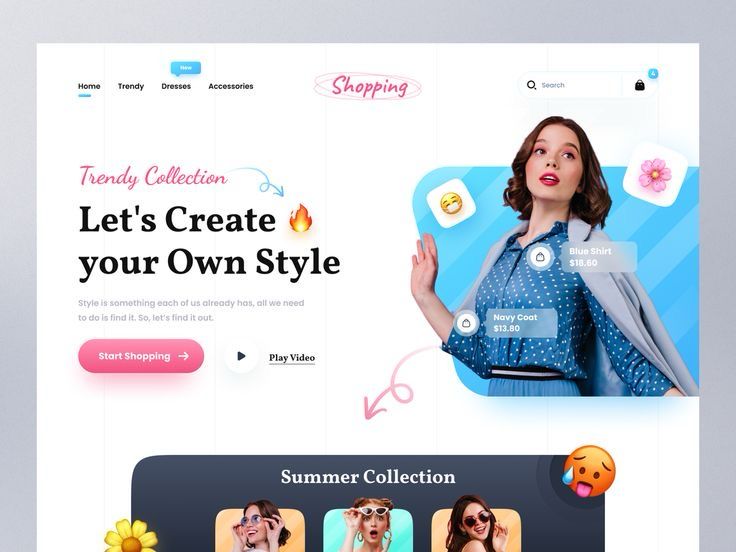 New
Home Trendy Dresses Accessories
Shopping
Search
4
Trendy Collection
Let's Create
your Own Style
Style is something each of us already has, all we need
to do is find it. So, let's find it out.
Start Shopping
Play Video
Blue Shirt
$18.60
Navy Coat
$13.80
Summer Collection